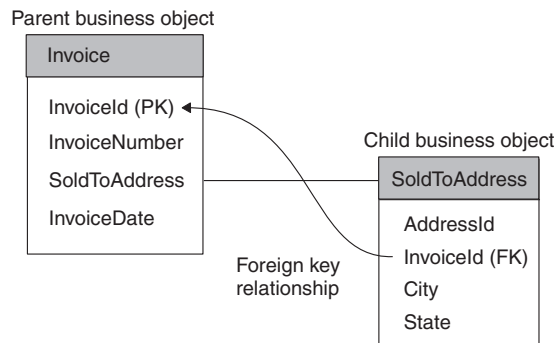 Parent business object
Invoice
InvoiceId (PK)
InvoiceNumber
SoldToAddress
InvoiceDate
Child business object
SoldToAddress
AddressId
InvoiceId (FK)
City
State
Foreign key
relationship